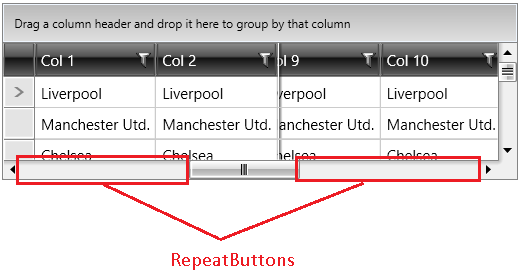 Drag a column header and drop it here to group by that column
Col 1 Col 2 l 9 Col 10
Liverpool Liverpool verpool Liverpool
Manchester Utd. Manchester Utd. anchester Utd. Manchester Utd.
Chelsea Chelsea helsea Chelsea
RepeatButtons